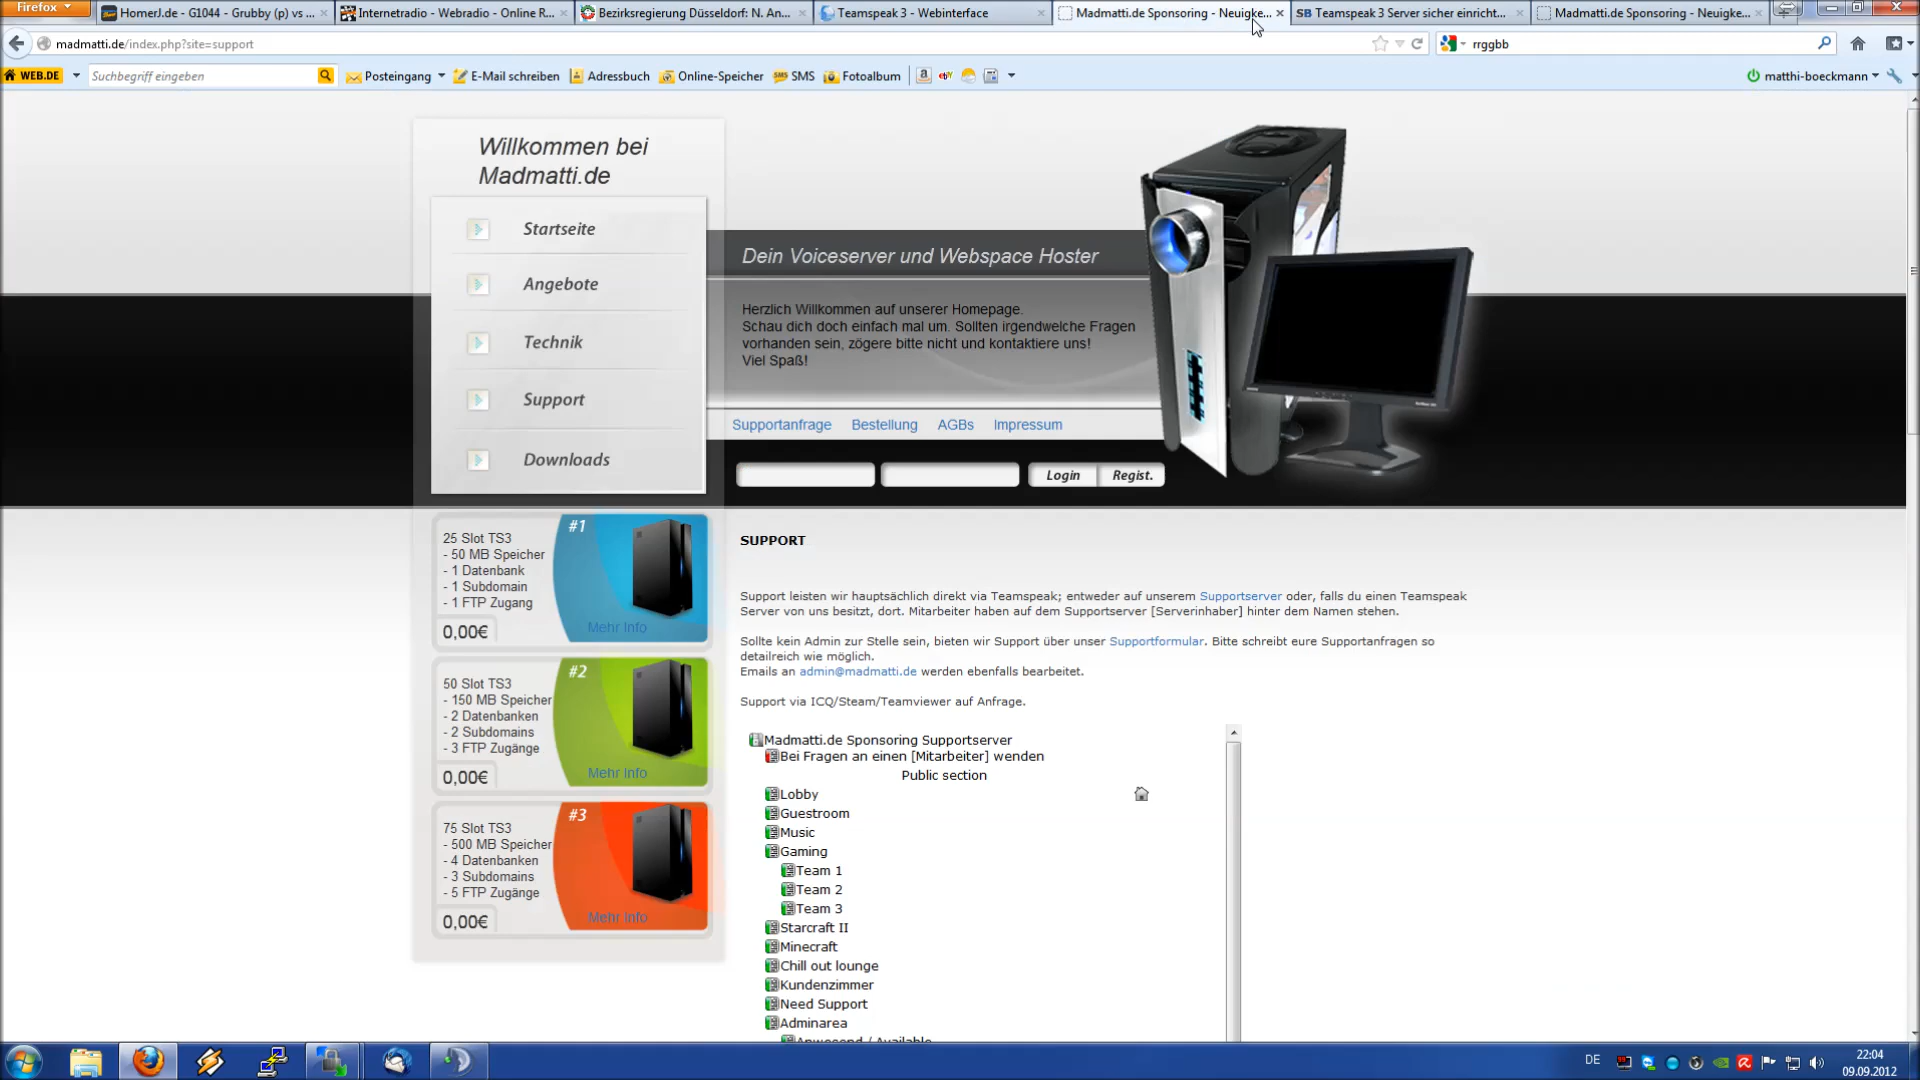 Firefox
HomerJ.de - G1044 - Grubby (p) vs ...
Internetradio - Webradio - Online R...
Bezirksregierung Düsseldorf: N. An...
Teamspeak 3 - Webinterface
Madmatti.de Sponsoring - Neuigke...
SB Teamspeak 3 Server sicher einricht...
Madmatti.de Sponsoring - Neuigke...
madmatti.de/index.php?site=support
rrggbb
WEB.DE
Suchbegriff eingeben
Posteingang
E-Mail schreiben
Adressbuch
Online-Speicher
SMS
Fotoalbum
matthi-boeckmann
Willkommen bei
Madmatti.de
Startseite
Angebote
Technik
Support
Downloads
Dein Voiceserver und Webspace Hoster
Herzlich Willkommen auf unserer Homepage.
Schau dich doch einfach mal um. Sollten irgendwelche Fragen
vorhanden sein, zögere bitte nicht und kontaktiere uns!
Viel Spaß!
Supportanfrage Bestellung AGBs Impressum
Login Regist.
#1
25 Slot TS3
- 50 MB Speicher
- 1 Datenbank
- 1 Subdomain
- 1 FTP Zugang
0,00€
Mehr Info
#2
50 Slot TS3
- 150 MB Speicher
- 2 Datenbanken
- 2 Subdomains
- 3 FTP Zugänge
0,00€
Mehr Info
#3
75 Slot TS3
- 500 MB Speicher
- 4 Datenbanken
- 3 Subdomains
- 5 FTP Zugänge
0,00€
Mehr Info
SUPPORT
Support leisten wir hauptsächlich direkt via Teamspeak; entweder auf unserem Supportserver oder, falls du einen Teamspeak
Server von uns besitzt, dort. Mitarbeiter haben auf dem Supportserver [Serverinhaber] hinter dem Namen stehen.
Sollte kein Admin zur Stelle sein, bieten wir Support über unser Supportformular. Bitte schreibt eure Supportanfragen so
detailreich wie möglich.
Emails an admin@madmatti.de werden ebenfalls bearbeitet.
Support via ICQ/Steam/Teamviewer auf Anfrage.
Madmatti.de Sponsoring Supportserver
Bei Fragen an einen [Mitarbeiter] wenden
Public section
Lobby
Guestroom
Music
Gaming
Team 1
Team 2
Team 3
Starcraft II
Minecraft
Chill out lounge
Kundenzimmer
Need Support
Adminarea
Anwesend / Available
DE
22:04
09.09.2012